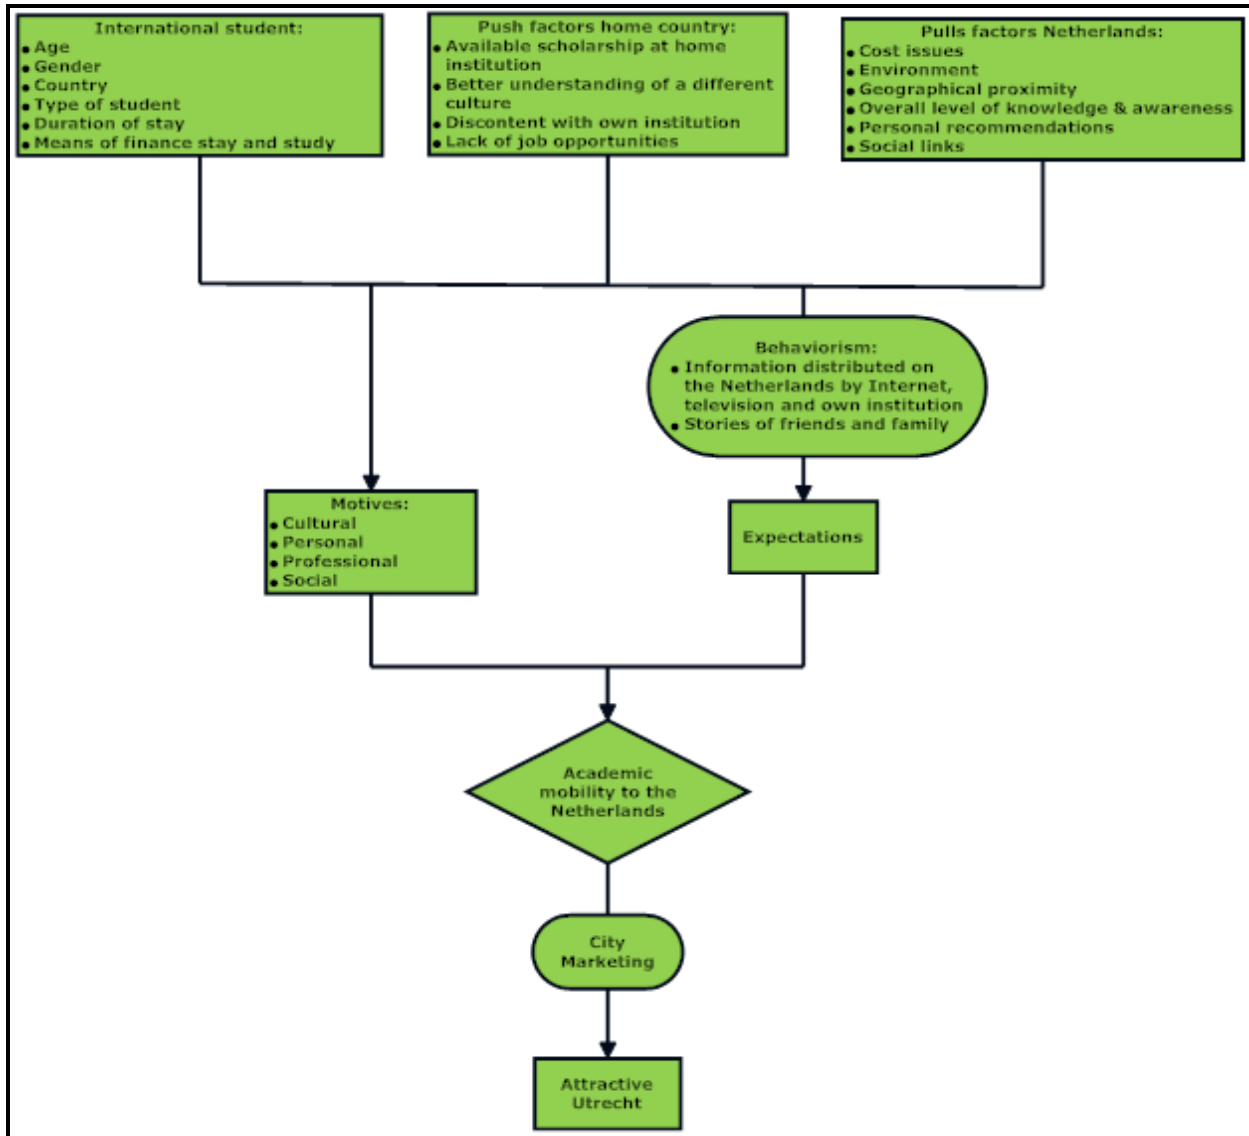 International student:
• Age
• Gender
• Country
• Type of student
• Duration of stay
• Means of finance stay and study
Push factors home country:
• Available scholarship at home
institution
• Better understanding of a different
culture
• Discontent with own institution
• Lack of job opportunities
Pulls factors Netherlands:
• Cost issues
• Environment
• Geographical proximity
• Overall level of knowledge & awareness
• Personal recommendations
• Social links
Behaviorism:
• Information distributed on
the Netherlands by Internet,
television and own institution
• Stories of friends and family
Motives:
• Cultural
• Personal
• Professional
• Social
Expectations
Academic
mobility to the
Netherlands
City
Marketing
Attractive
Utrecht